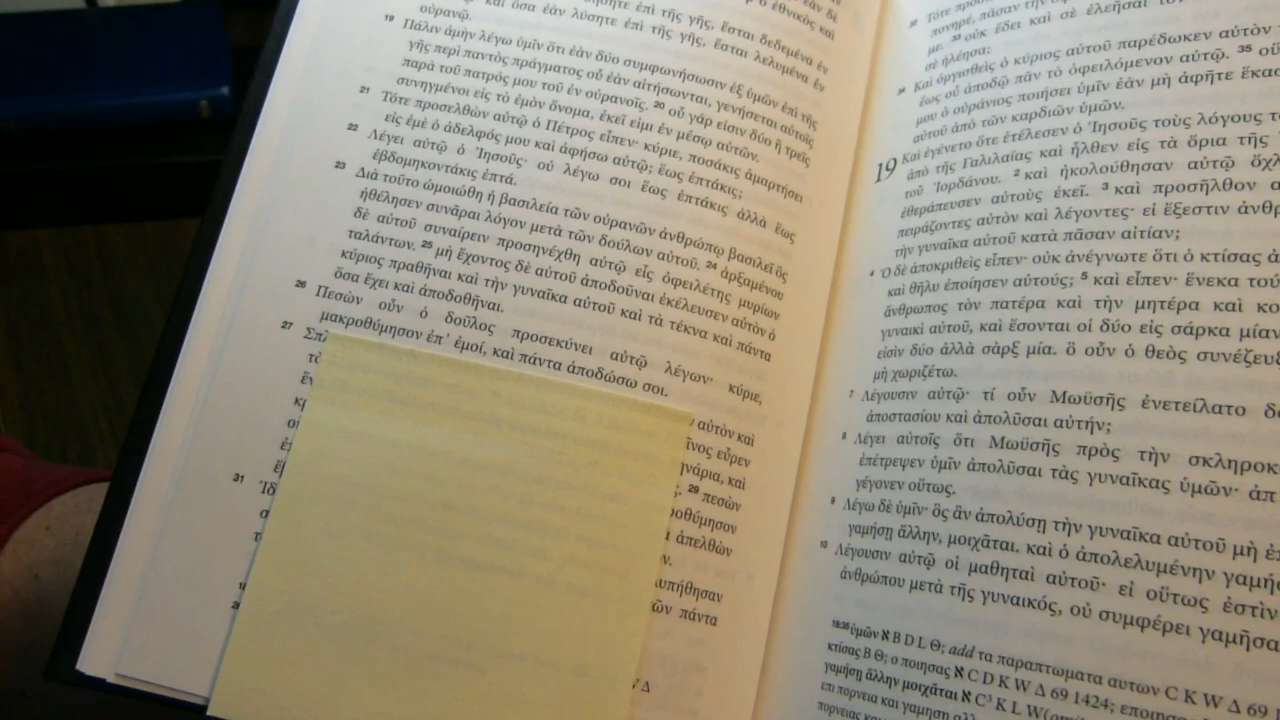 καὶ ὅσα ἐὰν λύσητε ἐπὶ τῆς γῆς, ἔσται λελυμένα ἐν
οὐρανῷ.
19 Πάλιν ἀμὴν λέγω ὑμῖν ὅτι ἐὰν δύο συμφωνήσωσιν ἐξ ὑμῶν ἐπὶ τῆς
γῆς περὶ παντὸς πράγματος οὗ ἐὰν αἰτήσωνται, γενήσεται αὐτοῖς
παρὰ τοῦ πατρός μου τοῦ ἐν οὐρανοῖς. 20 οὗ γάρ εἰσιν δύο ἢ τρεῖς
συνηγμένοι εἰς τὸ ἐμὸν ὄνομα, ἐκεῖ εἰμι ἐν μέσῳ αὐτῶν.
21 Τότε προσελθὼν αὐτῷ ὁ Πέτρος εἶπεν· κύριε, ποσάκις ἁμαρτήσει
εἰς ἐμὲ ὁ ἀδελφός μου καὶ ἀφήσω αὐτῷ; ἕως ἑπτάκις;
22 Λέγει αὐτῷ ὁ Ἰησοῦς· οὐ λέγω σοι ἕως ἑπτάκις ἀλλὰ ἕως
ἑβδομηκοντάκις ἑπτά.
23 Διὰ τοῦτο ὡμοιώθη ἡ βασιλεία τῶν οὐρανῶν ἀνθρώπῳ βασιλεῖ ὃς
ἠθέλησεν συνᾶραι λόγον μετὰ τῶν δούλων αὐτοῦ. 24 ἀρξαμένου
δὲ αὐτοῦ συναίρειν προσηνέχθη αὐτῷ εἷς ὀφειλέτης μυρίων
ταλάντων. 25 μὴ ἔχοντος δὲ αὐτοῦ ἀποδοῦναι ἐκέλευσεν αὐτὸν ὁ
κύριος πραθῆναι καὶ τὴν γυναῖκα αὐτοῦ καὶ τὰ τέκνα καὶ πάντα
ὅσα ἔχει καὶ ἀποδοθῆναι.
26 Πεσὼν οὖν ὁ δοῦλος προσεκύνει αὐτῷ λέγων· κύριε,
μακροθύμησον ἐπ’ ἐμοί, καὶ πάντα ἀποδώσω σοι.
27 Σπλ
αὐτὸν καὶ
εὗρεν
νάρια, καὶ
29 πεσὼν
οθύμησον
ἀπελθὼν
31 Ἰδ
υπήθησαν
ῶν πάντα
πονηρέ, πᾶσαν τὴν
με. 33 οὐκ ἔδει καὶ σὲ ἐλεῆσαι
σὲ ἠλέησα;
34 Καὶ ὀργισθεὶς ὁ κύριος αὐτοῦ παρέδωκεν αὐτὸν
ἕως οὗ ἀποδῷ πᾶν τὸ ὀφειλόμενον αὐτῷ. 35
μου ὁ οὐράνιος ποιήσει ὑμῖν ἐὰν μὴ ἀφῆτε ἕκασ
αὐτοῦ ἀπὸ τῶν καρδιῶν ὑμῶν.
19 Καὶ ἐγένετο ὅτε ἐτέλεσεν ὁ Ἰησοῦς τοὺς λόγους
ἀπὸ τῆς Γαλιλαίας καὶ ἦλθεν εἰς τὰ ὅρια τῆς
τοῦ Ἰορδάνου. 2 καὶ ἠκολούθησαν αὐτῷ ὄχλ
ἐθεράπευσεν αὐτοὺς ἐκεῖ. 3 καὶ προσῆλθον
πειράζοντες αὐτὸν καὶ λέγοντες· εἰ ἔξεστιν ἀνθρ
τὴν γυναῖκα αὐτοῦ κατὰ πᾶσαν αἰτίαν;
4 Ὁ δὲ ἀποκριθεὶς εἶπεν· οὐκ ἀνέγνωτε ὅτι ὁ κτίσας
καὶ θῆλυ ἐποίησεν αὐτούς; 5 καὶ εἶπεν· ἕνεκα τού
ἄνθρωπος τὸν πατέρα καὶ τὴν μητέρα καὶ κο
γυναικὶ αὐτοῦ, καὶ ἔσονται οἱ δύο εἰς σάρκα μίαν
εἰσὶν δύο ἀλλὰ σὰρξ μία. ὃ οὖν ὁ θεὸς συνέζευξ
μὴ χωριζέτω.
7 Λέγουσιν αὐτῷ· τί οὖν Μωϋσῆς ἐνετείλατο
ἀποστασίου καὶ ἀπολῦσαι αὐτήν;
8 Λέγει αὐτοῖς ὅτι Μωϋσῆς πρὸς τὴν σκληροκ
ἐπέτρεψεν ὑμῖν ἀπολῦσαι τὰς γυναῖκας ὑμῶν· ἀπ
γέγονεν οὕτως.
9 Λέγω δὲ ὑμῖν· ὃς ἂν ἀπολύσῃ τὴν γυναῖκα αὐτοῦ μὴ
γαμήσῃ ἄλλην, μοιχᾶται. καὶ ὁ ἀπολελυμένην γαμή
10 Λέγουσιν αὐτῷ οἱ μαθηταὶ αὐτοῦ· εἰ οὕτως ἐστὶν
ἀνθρώπου μετὰ τῆς γυναικός, οὐ συμφέρει γαμῆσα
18:35 ὑμῶν ℵ B D L Θ; add τα παραπτωματα αυτων C K W Δ 69
κτίσας B Θ; ο ποιησας ℵ C D K W Δ 69 1424;
γαμήσῃ ἄλλην μοιχᾶται ℵ C³ K L W
επι πορνεια και γαμηση
πορνειας